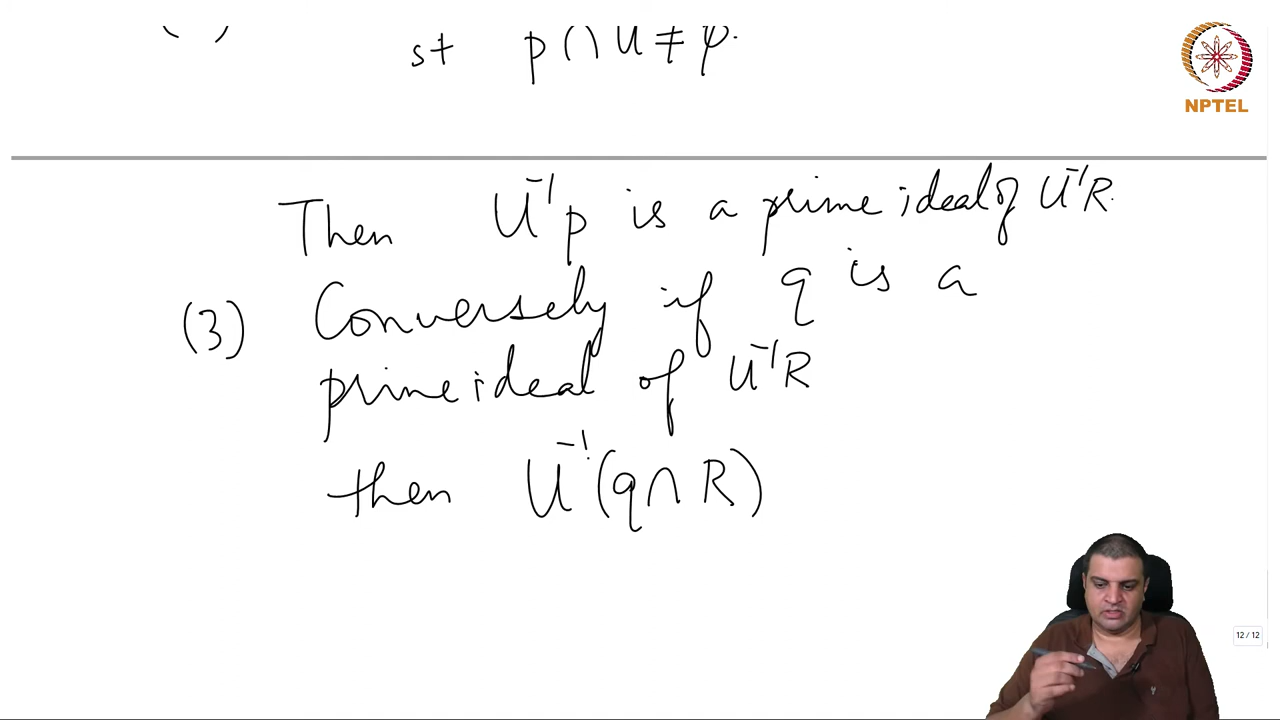 st p ∩ U ≠ φ.
NPTEL
Then U⁻¹p is a prime ideal of U⁻¹R.
(3) Conversely if q is a
prime ideal of U⁻¹R
then U⁻¹(q ∩ R)
12 / 12